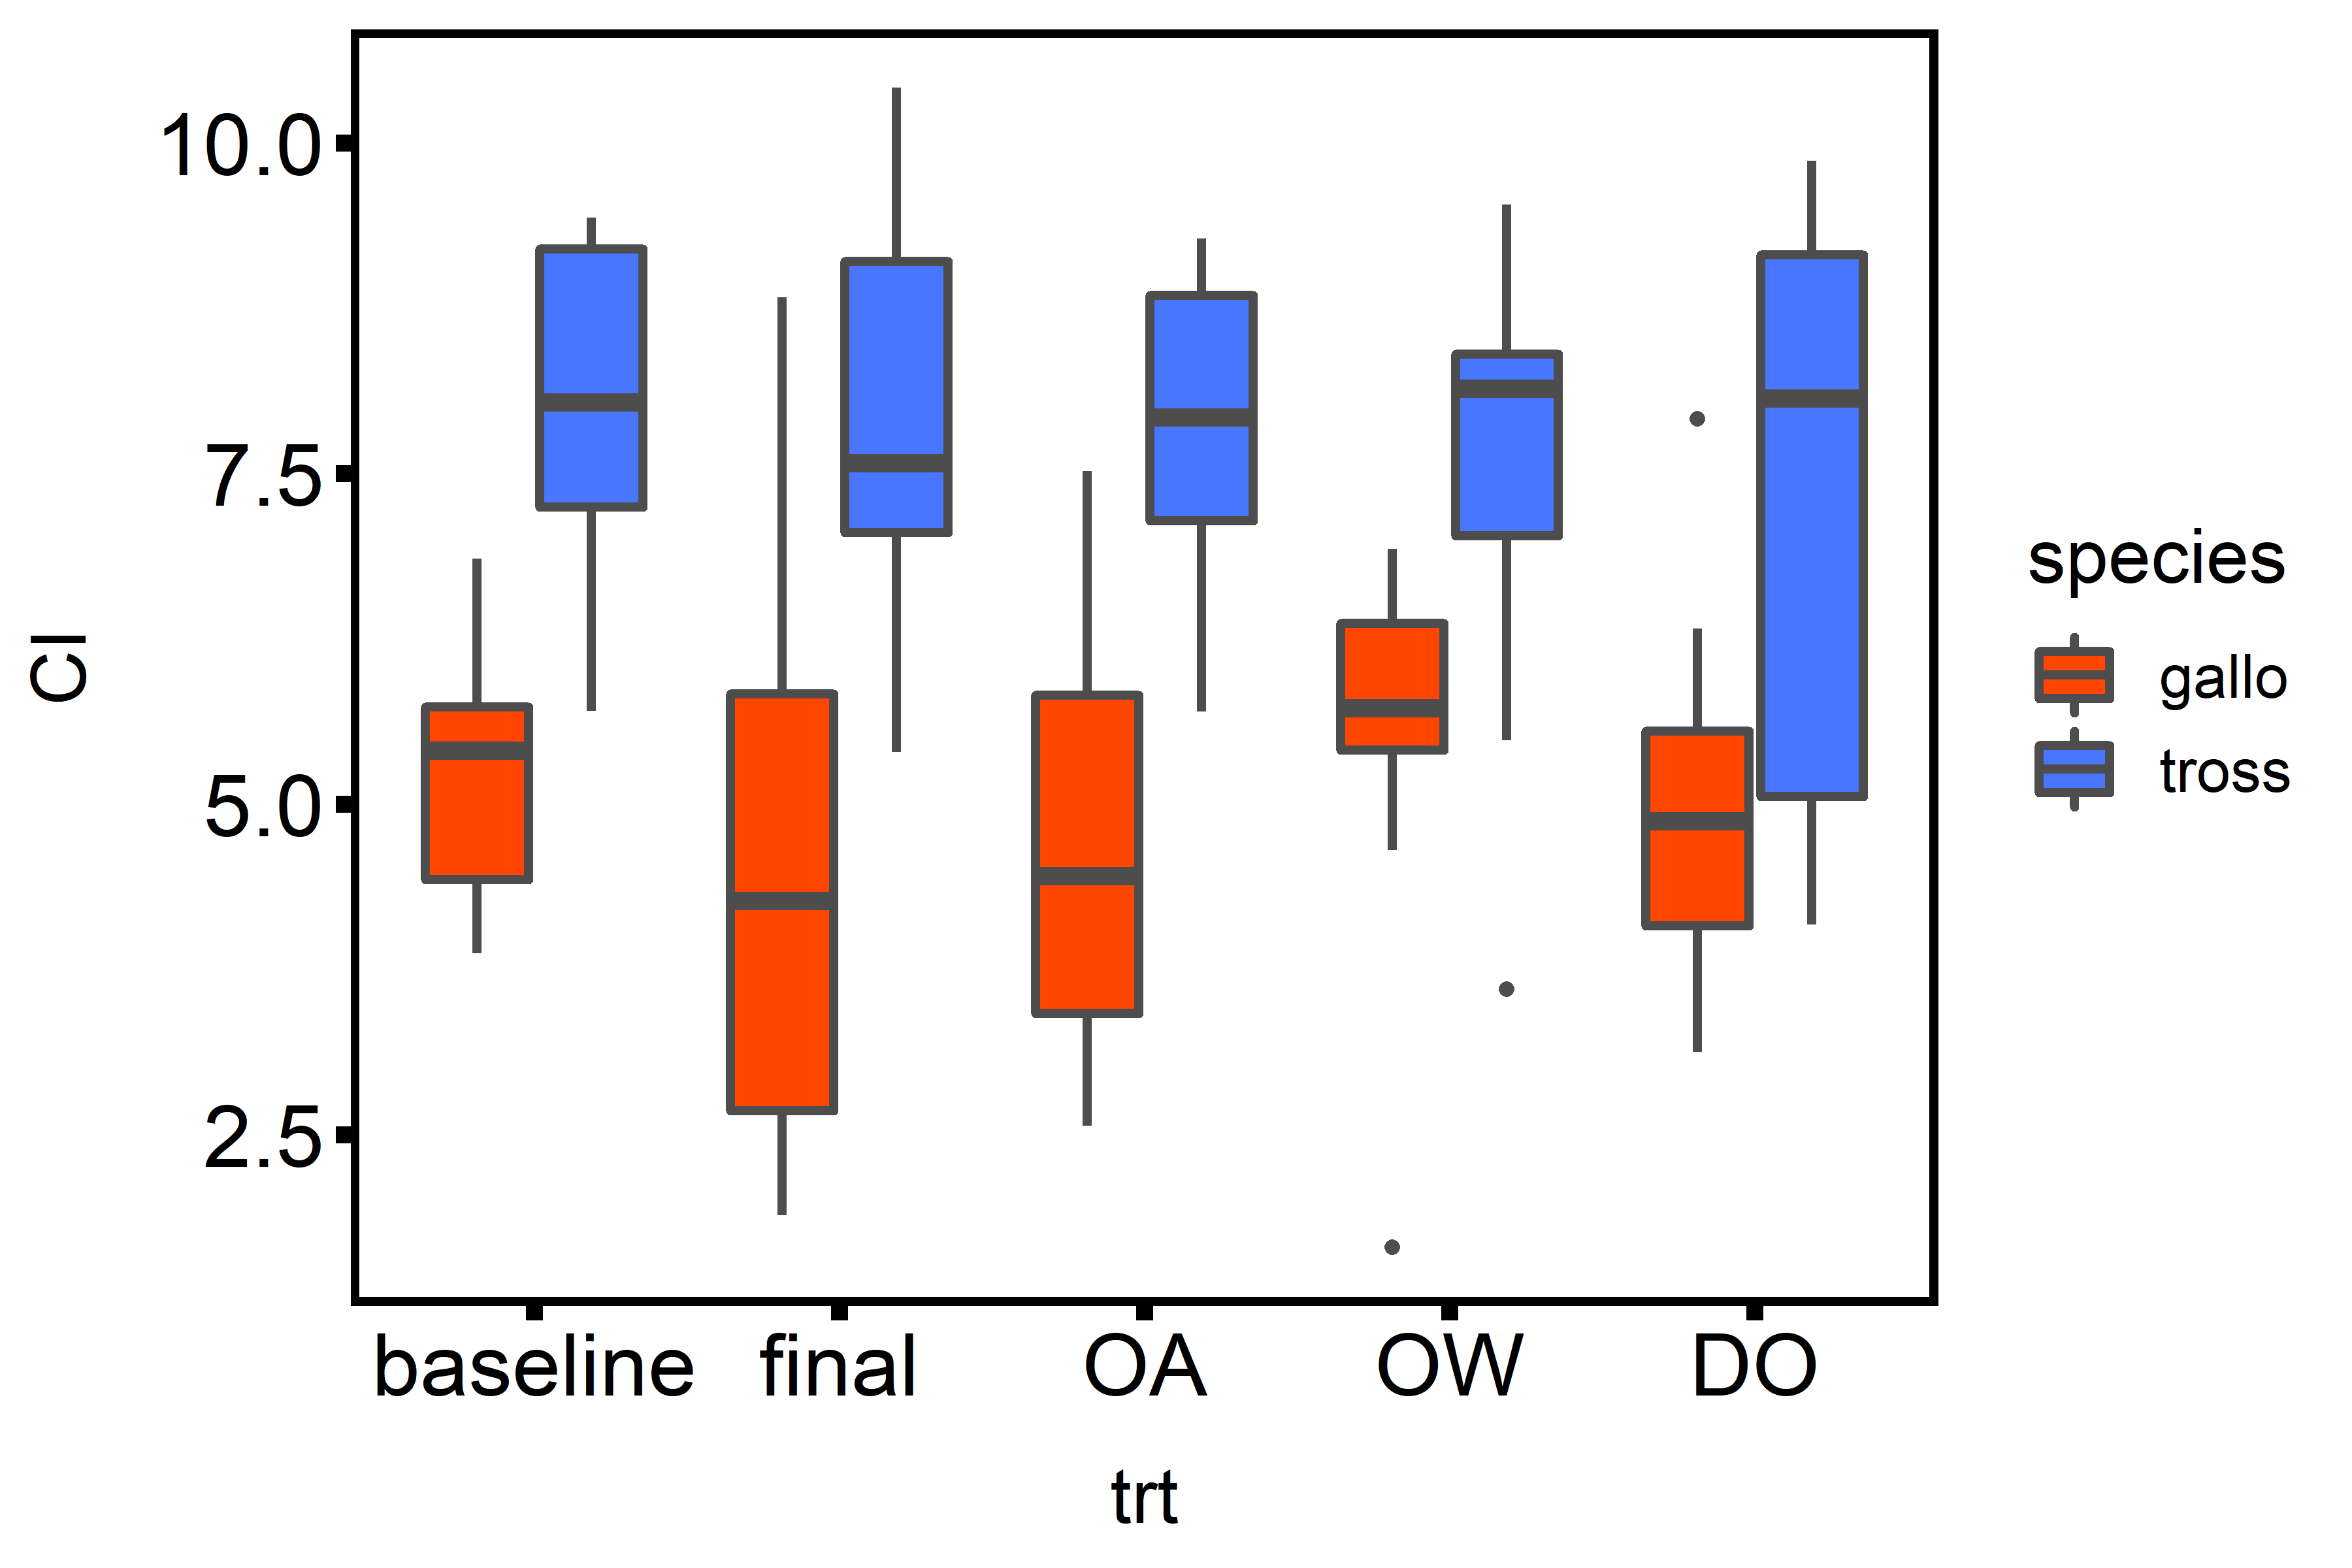 CI
10.0
7.5
5.0
2.5
baseline final OA OW DO
trt
species
gallo
tross